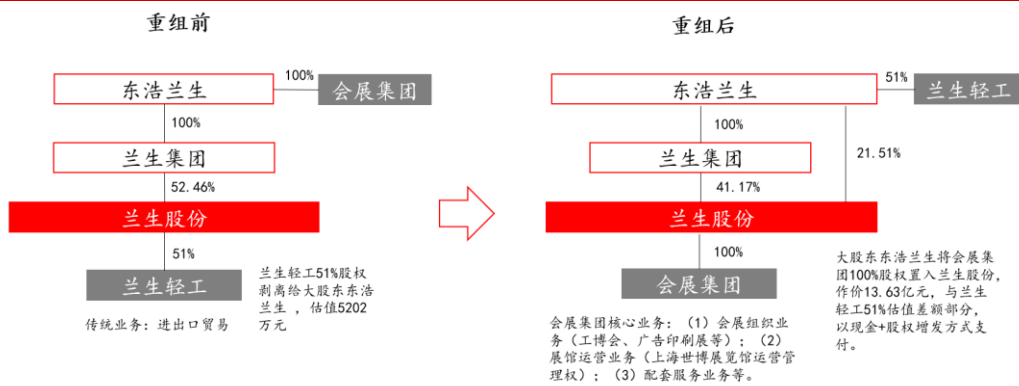 重组前
东浩兰生
100%
会展集团
100%
兰生集团
52.46%
兰生股份
51%
兰生轻工
兰生轻工51%股权
剥离给大股东东浩
兰生 ，估值5202
万元
传统业务：进出口贸易
重组后
东浩兰生
51%
兰生轻工
100%
兰生集团
21.51%
41.17%
兰生股份
100%
会展集团
大股东东浩兰生将会展集
团100%股权置入兰生股份，
作价13.63亿元，与兰生
轻工51%估值差额部分，
以现金+股权增发方式支
付。
会展集团核心业务：（1）会展组织业
务（工博会、广告印刷展等）；（2）
展馆运营业务（上海世博展览馆运营管
理权）；（3）配套服务业务等。